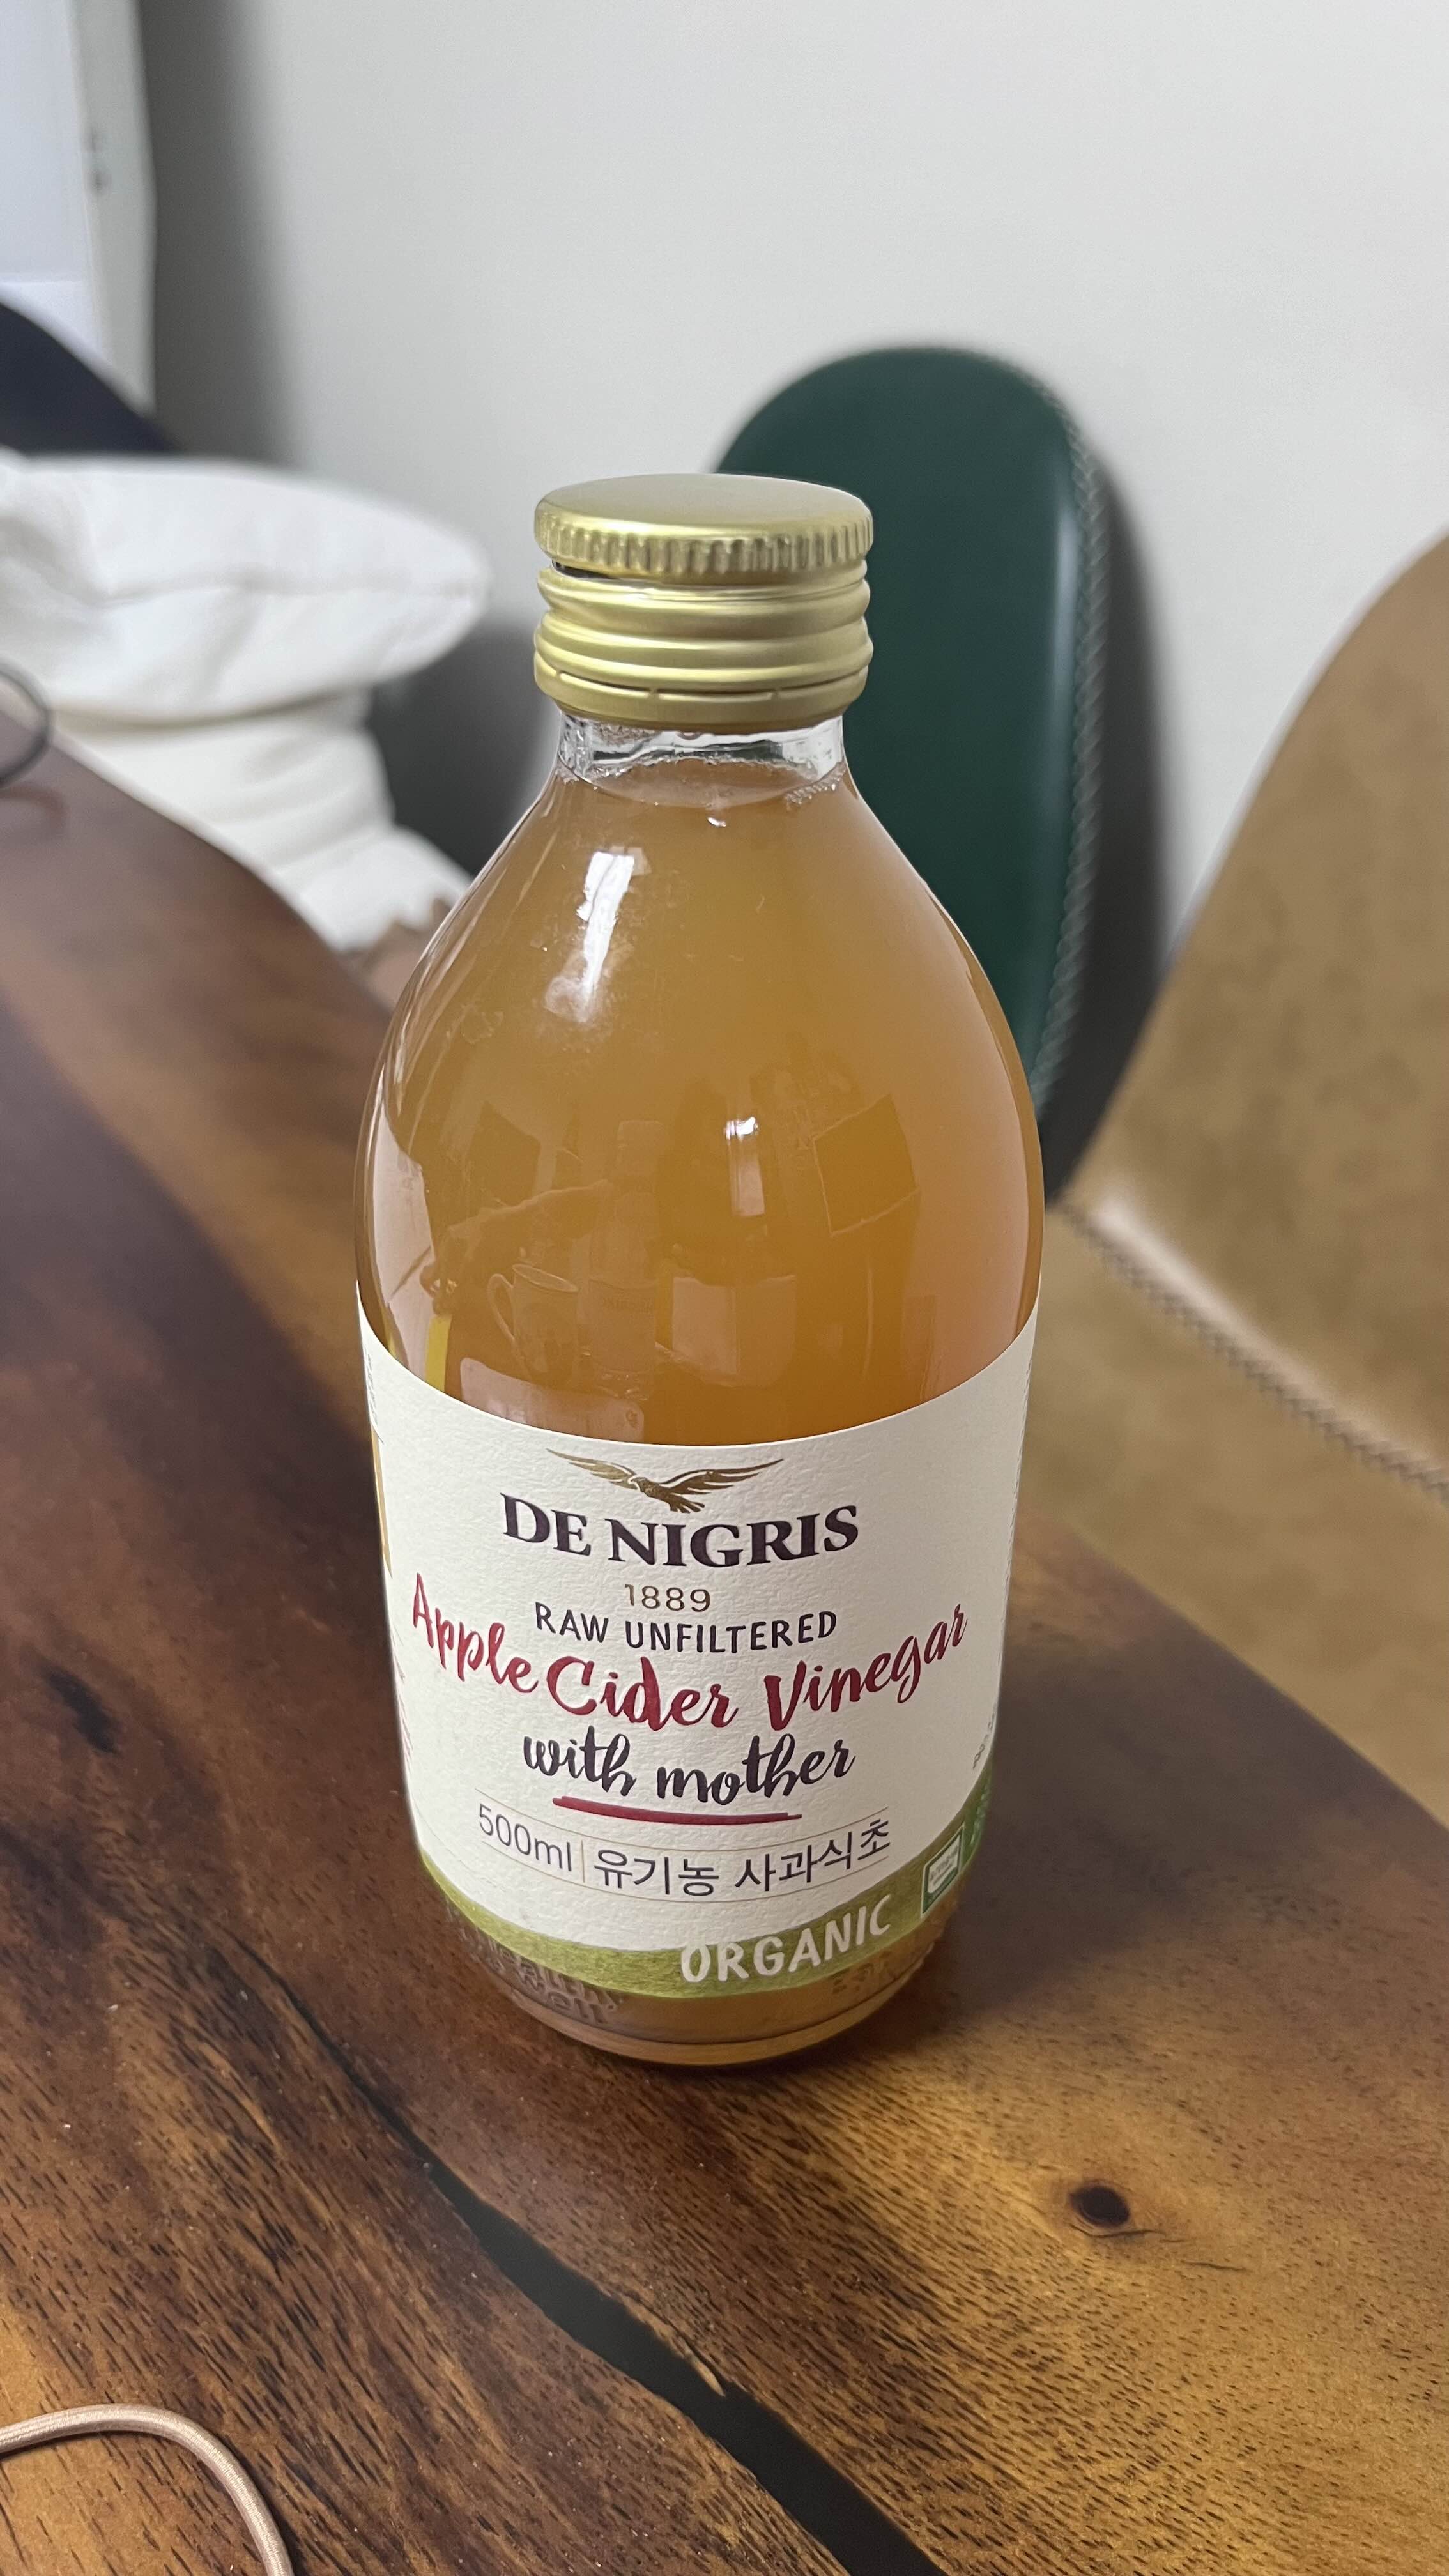 DE NIGRIS
1889
RAW UNFILTERED
Apple Cider Vinegar
with mother
500ml | 유기농 사과식초
ORGANIC